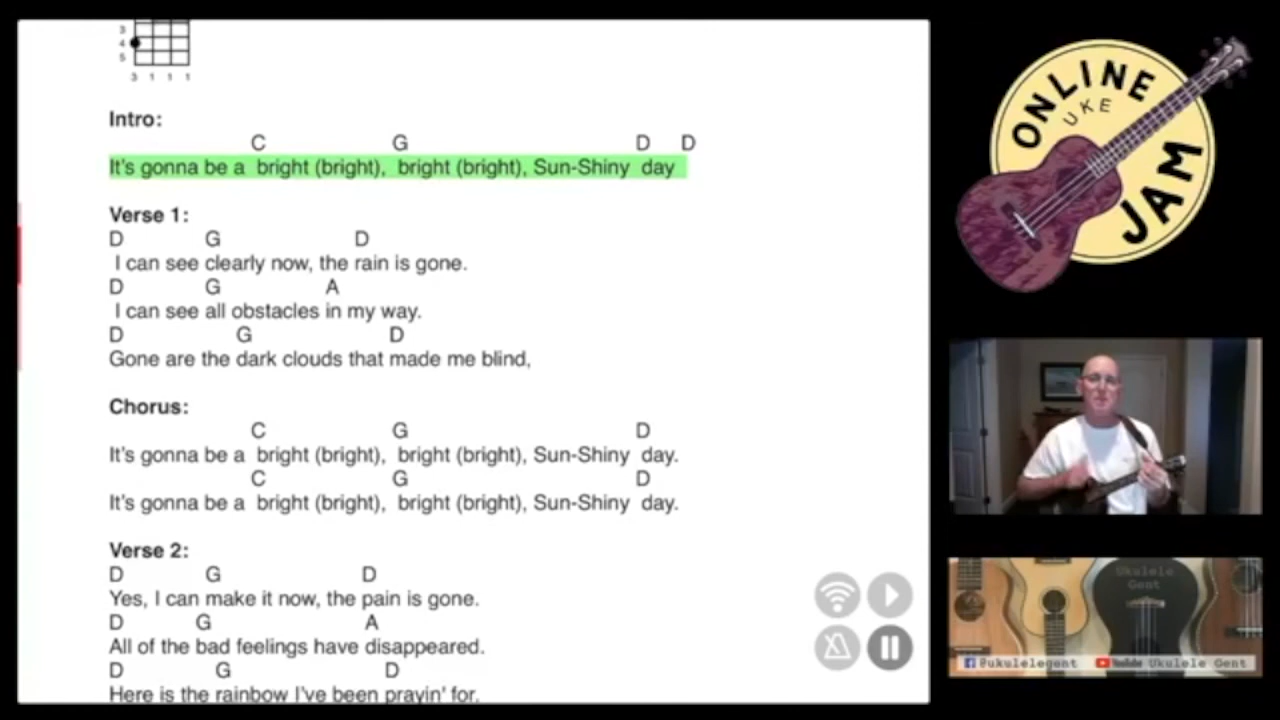 3
4
5
3 1 1 1
Intro:
C G D D
It's gonna be a bright (bright), bright (bright), Sun-Shiny day
Verse 1:
D G D
I can see clearly now, the rain is gone.
D G A
I can see all obstacles in my way.
D G D
Gone are the dark clouds that made me blind,
Chorus:
C G D
It's gonna be a bright (bright), bright (bright), Sun-Shiny day.
C G D
It's gonna be a bright (bright), bright (bright), Sun-Shiny day.
Verse 2:
D G D
Yes, I can make it now, the pain is gone.
D G A
All of the bad feelings have disappeared.
D G D
Here is the rainbow I've been prayin' for.
ONLINE
UKE
JAM
Ukulele
Gent
@ukulelegent YouTube Ukulele Gent